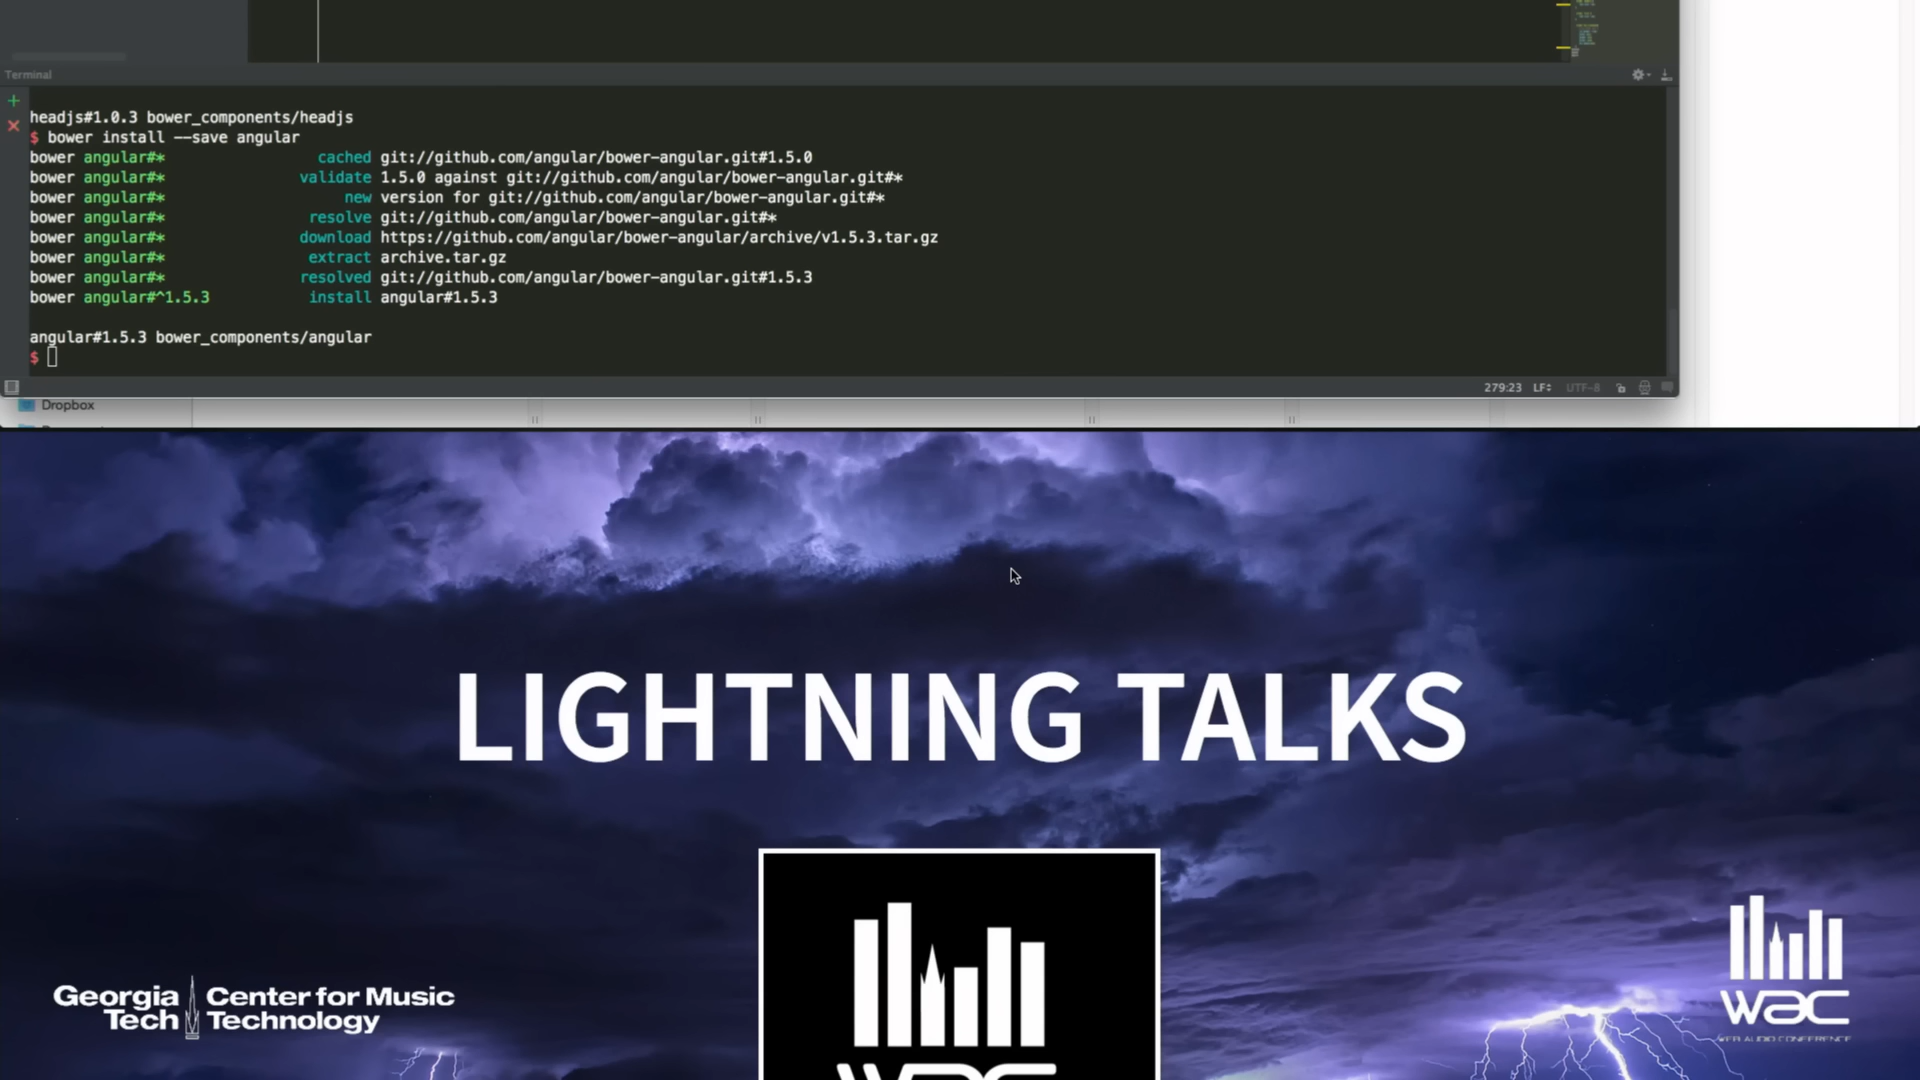 Terminal
headjs#1.0.3 bower_components/headjs
$ bower install --save angular
bower angular#* cached git://github.com/angular/bower-angular.git#1.5.0
bower angular#* validate 1.5.0 against git://github.com/angular/bower-angular.git#*
bower angular#* new version for git://github.com/angular/bower-angular.git#*
bower angular#* resolve git://github.com/angular/bower-angular.git#*
bower angular#* download https://github.com/angular/bower-angular/archive/v1.5.3.tar.gz
bower angular#* extract archive.tar.gz
bower angular#* resolved git://github.com/angular/bower-angular.git#1.5.3
bower angular#^1.5.3 install angular#1.5.3
angular#1.5.3 bower_components/angular
$
279:23 LF÷ UTF-8
Dropbox
LIGHTNING TALKS
Georgia Tech
Center for Music Technology
wac
wac
WEB AUDIO CONFERENCE